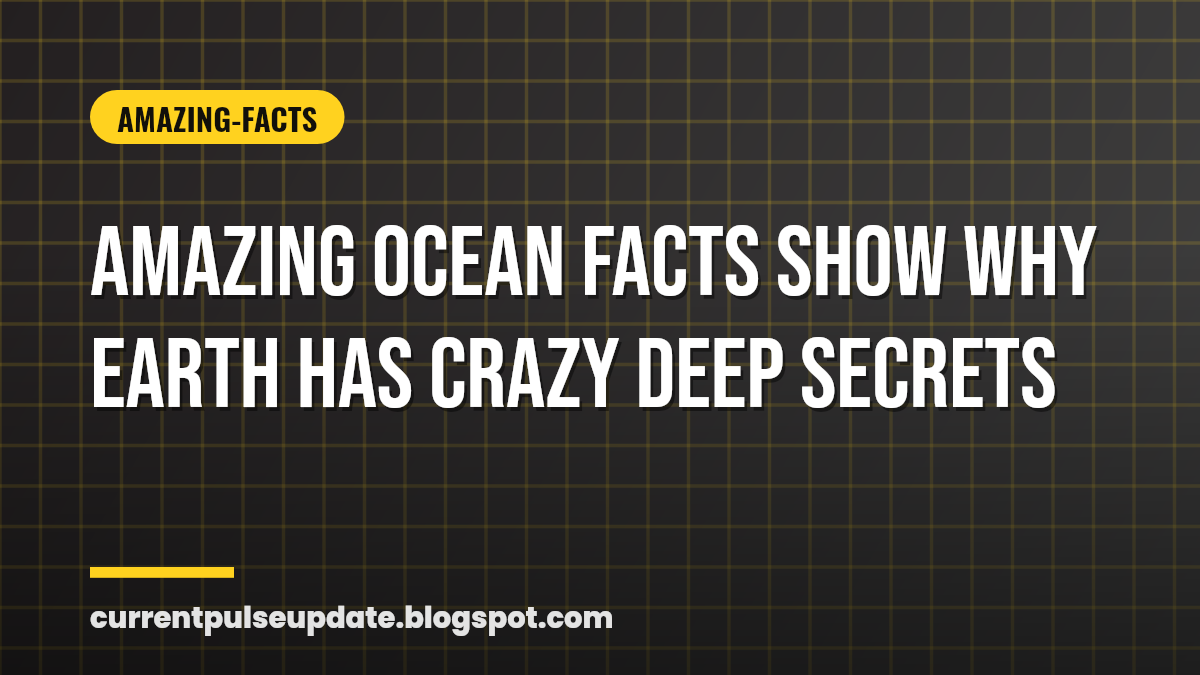 AMAZING-FACTS
AMAZING OCEAN FACTS SHOW WHY
EARTH HAS CRAZY DEEP SECRETS
currentpulseupdate.blogspot.com